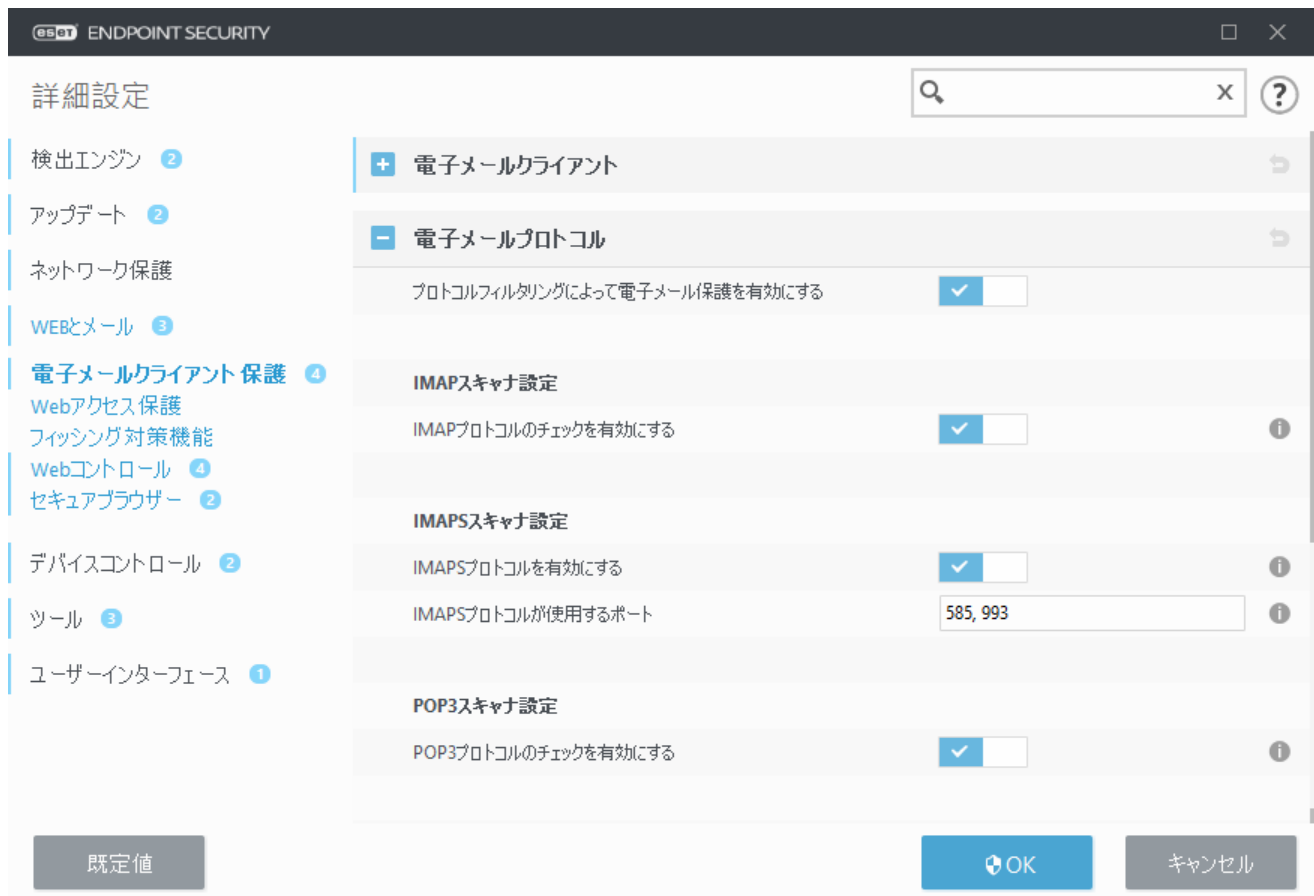 eset ENDPOINT SECURITY
詳細設定
検出エンジン 2
アップデート 2
ネットワーク保護
WEBとメール 3
電子メールクライアント保護 4
Webアクセス保護
フィッシング対策機能
Webコントロール 4
セキュアブラウザー 2
デバイスコントロール 2
ツール 3
ユーザーインターフェース 1
電子メールクライアント
電子メールプロトコル
プロトコルフィルタリングによって電子メール保護を有効にする
IMAPスキャナ設定
IMAPプロトコルのチェックを有効にする
IMAPSスキャナ設定
IMAPSプロトコルを有効にする
IMAPSプロトコルが使用するポート 585, 993
POP3スキャナ設定
POP3プロトコルのチェックを有効にする
既定値
OK
キャンセル